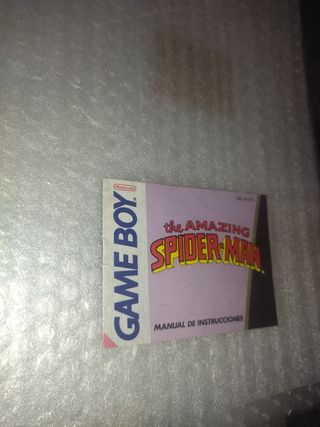 Nintendo
GAME BOY
the AMAZING
SPIDER-MAN
MANUAL DE INSTRUCCIONES